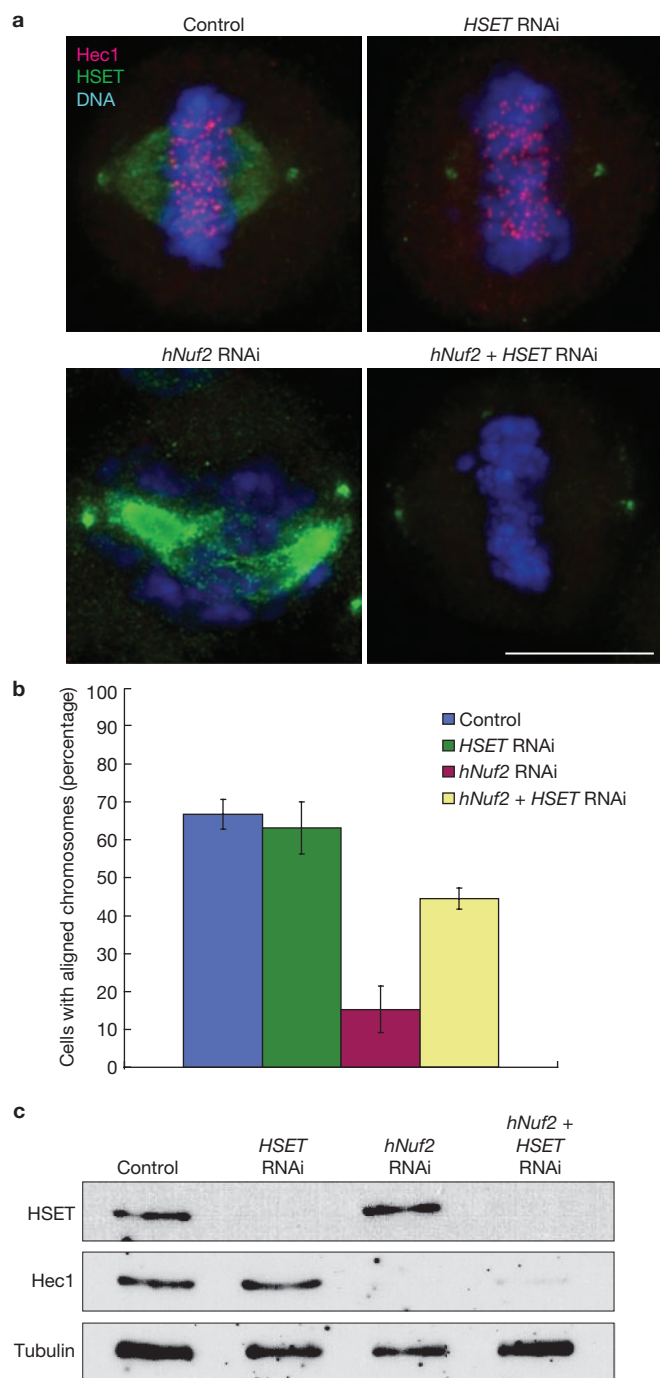 a
Control
HSET RNAi
Hec1
HSET
DNA
hNuf2 RNAi
hNuf2 + HSET RNAi
b
Cells with aligned chromosomes (percentage)
100
90
80
70
60
50
40
30
20
10
0
Control
HSET RNAi
hNuf2 RNAi
hNuf2 + HSET RNAi
c
Control
HSET
RNAi
hNuf2
RNAi
hNuf2 +
HSET
RNAi
HSET
Hec1
Tubulin